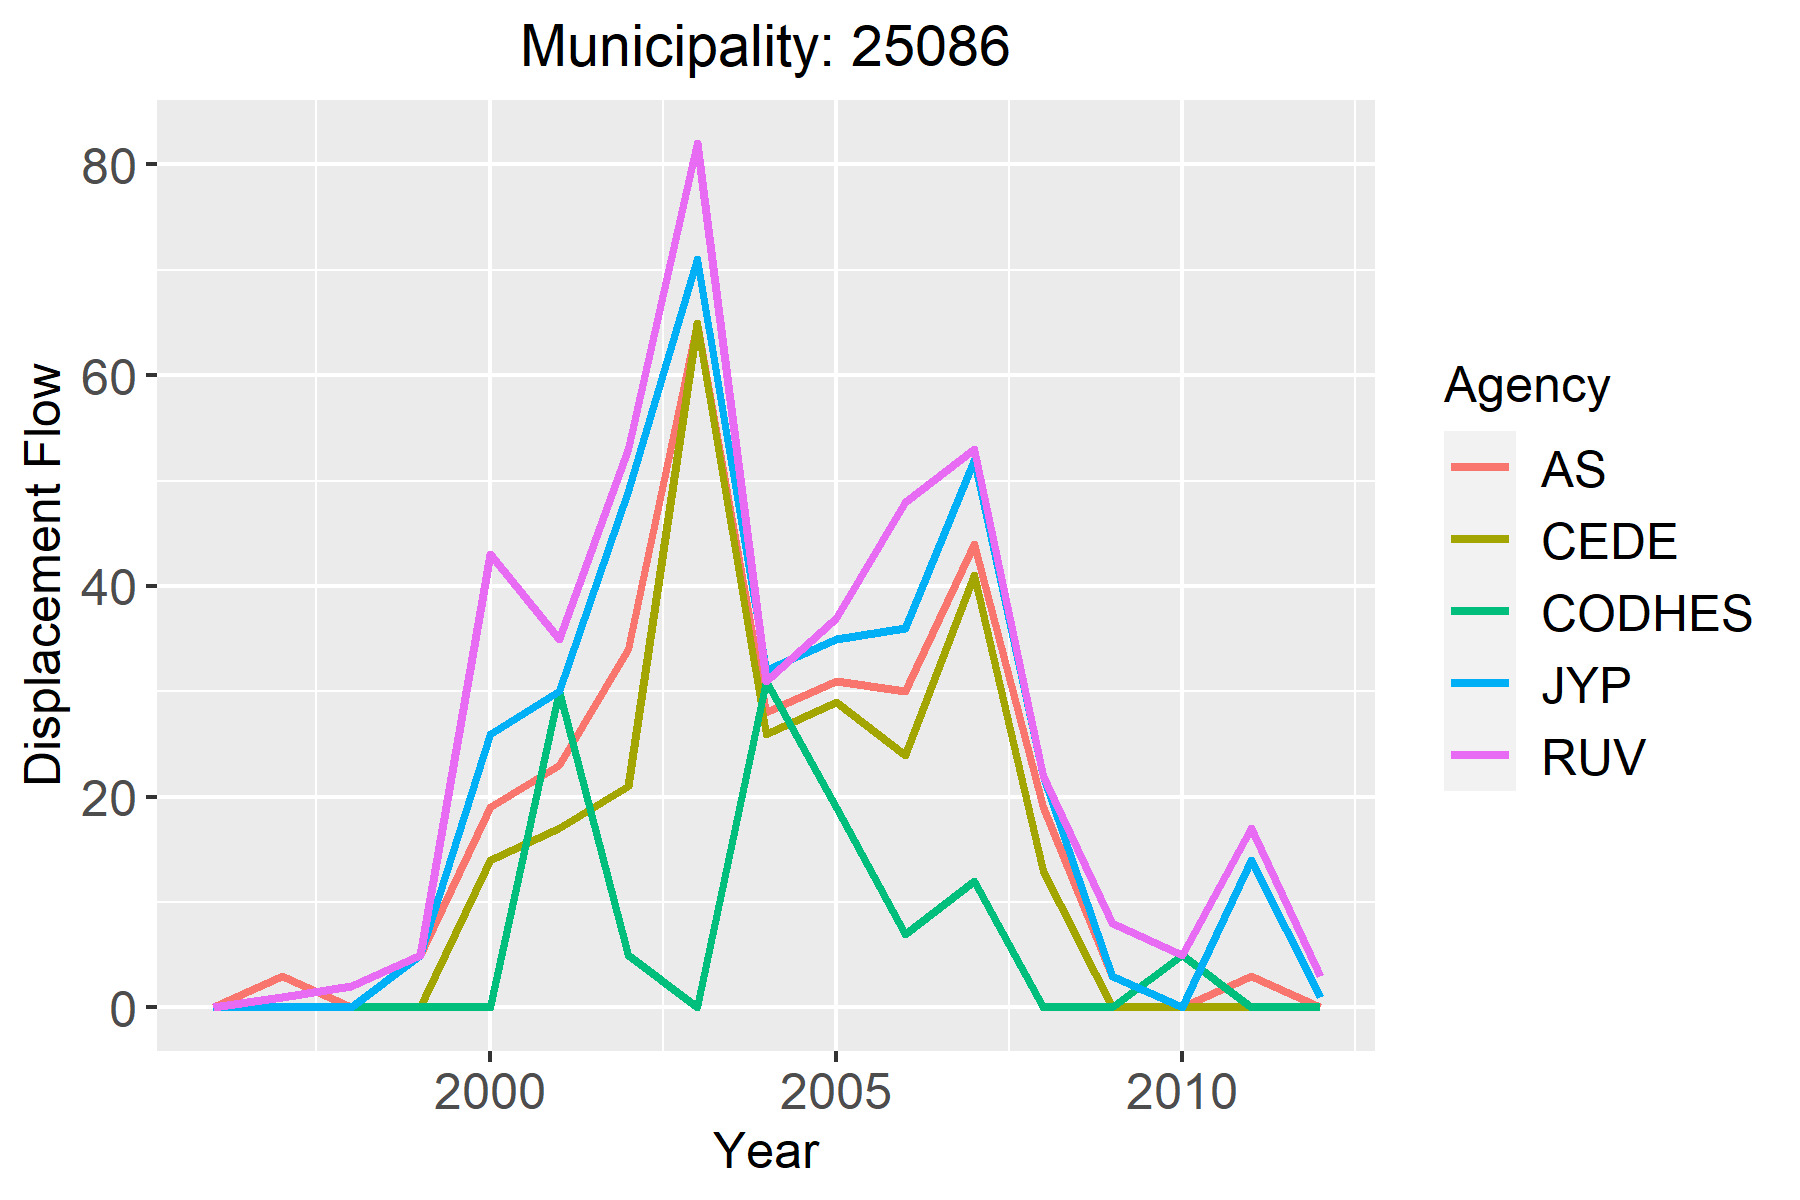 Municipality: 25086
Displacement Flow
80
60
40
20
0
2000 2005 2010
Year
Agency
AS
CEDE
CODHES
JYP
RUV